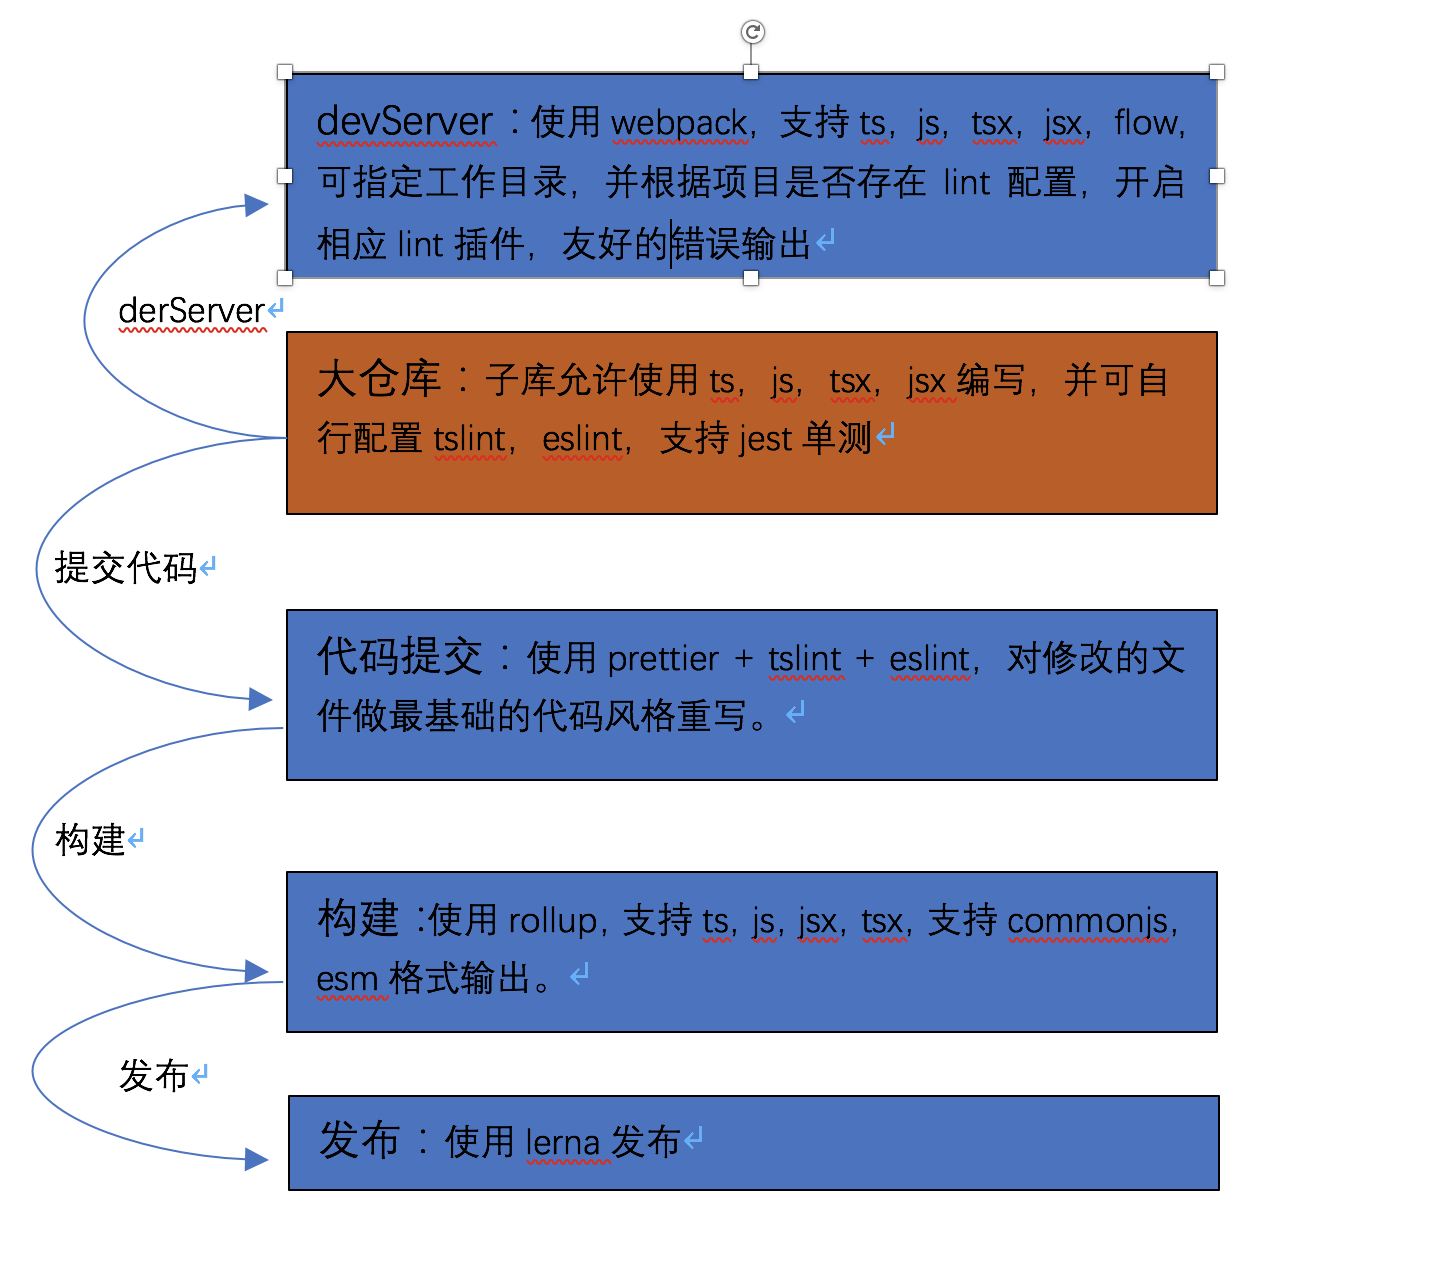 devServer：使用 webpack，支持 ts，js，tsx，jsx，flow，
可指定工作目录，并根据项目是否存在 lint 配置，开启
相应 lint 插件，友好的错误输出
derServer
大仓库：子库允许使用 ts，js，tsx，jsx 编写，并可自
行配置 tslint，eslint，支持 jest 单测
提交代码
代码提交：使用 prettier + tslint + eslint，对修改的文
件做最基础的代码风格重写。
构建
构建:使用 rollup，支持 ts，js，jsx，tsx，支持 commonjs，
esm 格式输出。
发布
发布：使用 lerna 发布